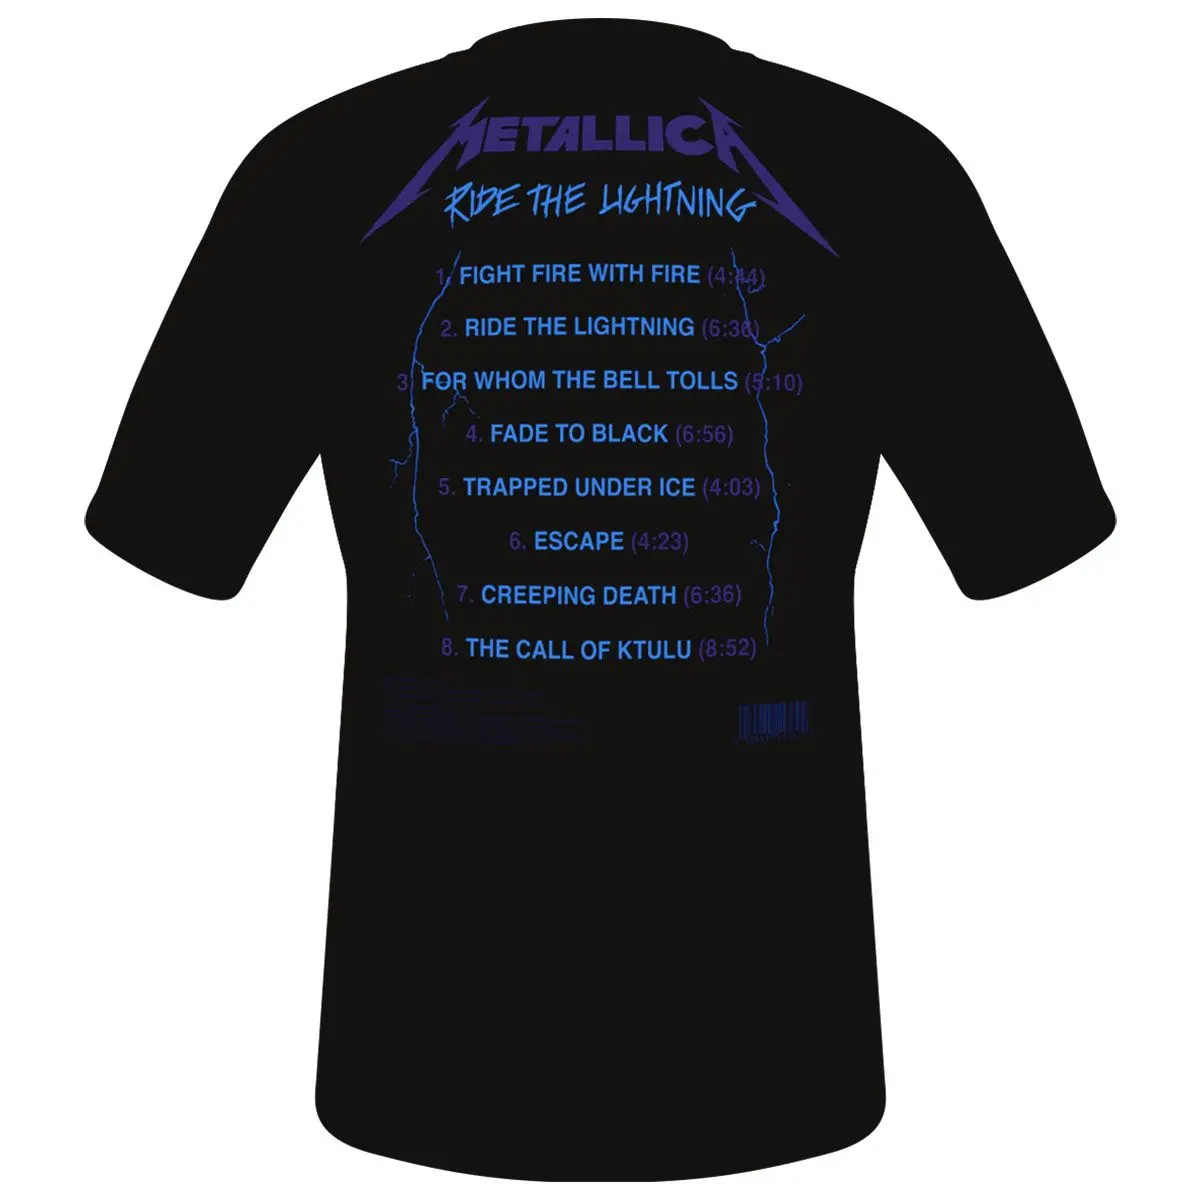 METALLICA
RIDE THE LIGHTNING
1. FIGHT FIRE WITH FIRE (4:44)
2. RIDE THE LIGHTNING (6:36)
3. FOR WHOM THE BELL TOLLS (5:10)
4. FADE TO BLACK (6:56)
5. TRAPPED UNDER ICE (4:03)
6. ESCAPE (4:23)
7. CREEPING DEATH (6:36)
8. THE CALL OF KTULU (8:52)